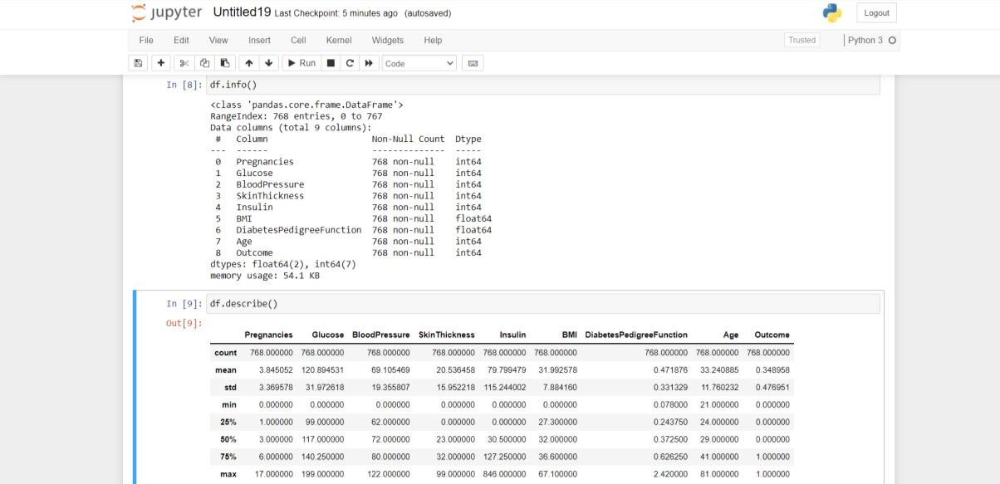 jupyter Untitled19 Last Checkpoint: 5 minutes ago (autosaved) Logout
File Edit View Insert Cell Kernel Widgets Help Trusted Python 3
Run Code
In [8]: df.info()
<class 'pandas.core.frame.DataFrame'>
RangeIndex: 768 entries, 0 to 767
Data columns (total 9 columns):
# Column Non-Null Count Dtype
--- ------ -------------- -----
0 Pregnancies 768 non-null int64
1 Glucose 768 non-null int64
2 BloodPressure 768 non-null int64
3 SkinThickness 768 non-null int64
4 Insulin 768 non-null int64
5 BMI 768 non-null float64
6 DiabetesPedigreeFunction 768 non-null float64
7 Age 768 non-null int64
8 Outcome 768 non-null int64
dtypes: float64(2), int64(7)
memory usage: 54.1 KB
In [9]: df.describe()
Out[9]:
Pregnancies Glucose BloodPressure SkinThickness Insulin BMI DiabetesPedigreeFunction Age Outcome
count 768.000000 768.000000 768.000000 768.000000 768.000000 768.000000 768.000000 768.000000 768.000000
mean 3.845052 120.894531 69.105469 20.536458 79.799479 31.992578 0.471876 33.240885 0.348958
std 3.369578 31.972618 19.355807 15.952218 115.244002 7.884160 0.331329 11.760232 0.476951
min 0.000000 0.000000 0.000000 0.000000 0.000000 0.000000 0.078000 21.000000 0.000000
25% 1.000000 99.000000 62.000000 0.000000 0.000000 27.300000 0.243750 24.000000 0.000000
50% 3.000000 117.000000 72.000000 23.000000 30.500000 32.000000 0.372500 29.000000 0.000000
75% 6.000000 140.250000 80.000000 32.000000 127.250000 36.600000 0.626250 41.000000 1.000000
max 17.000000 199.000000 122.000000 99.000000 846.000000 67.100000 2.420000 81.000000 1.000000